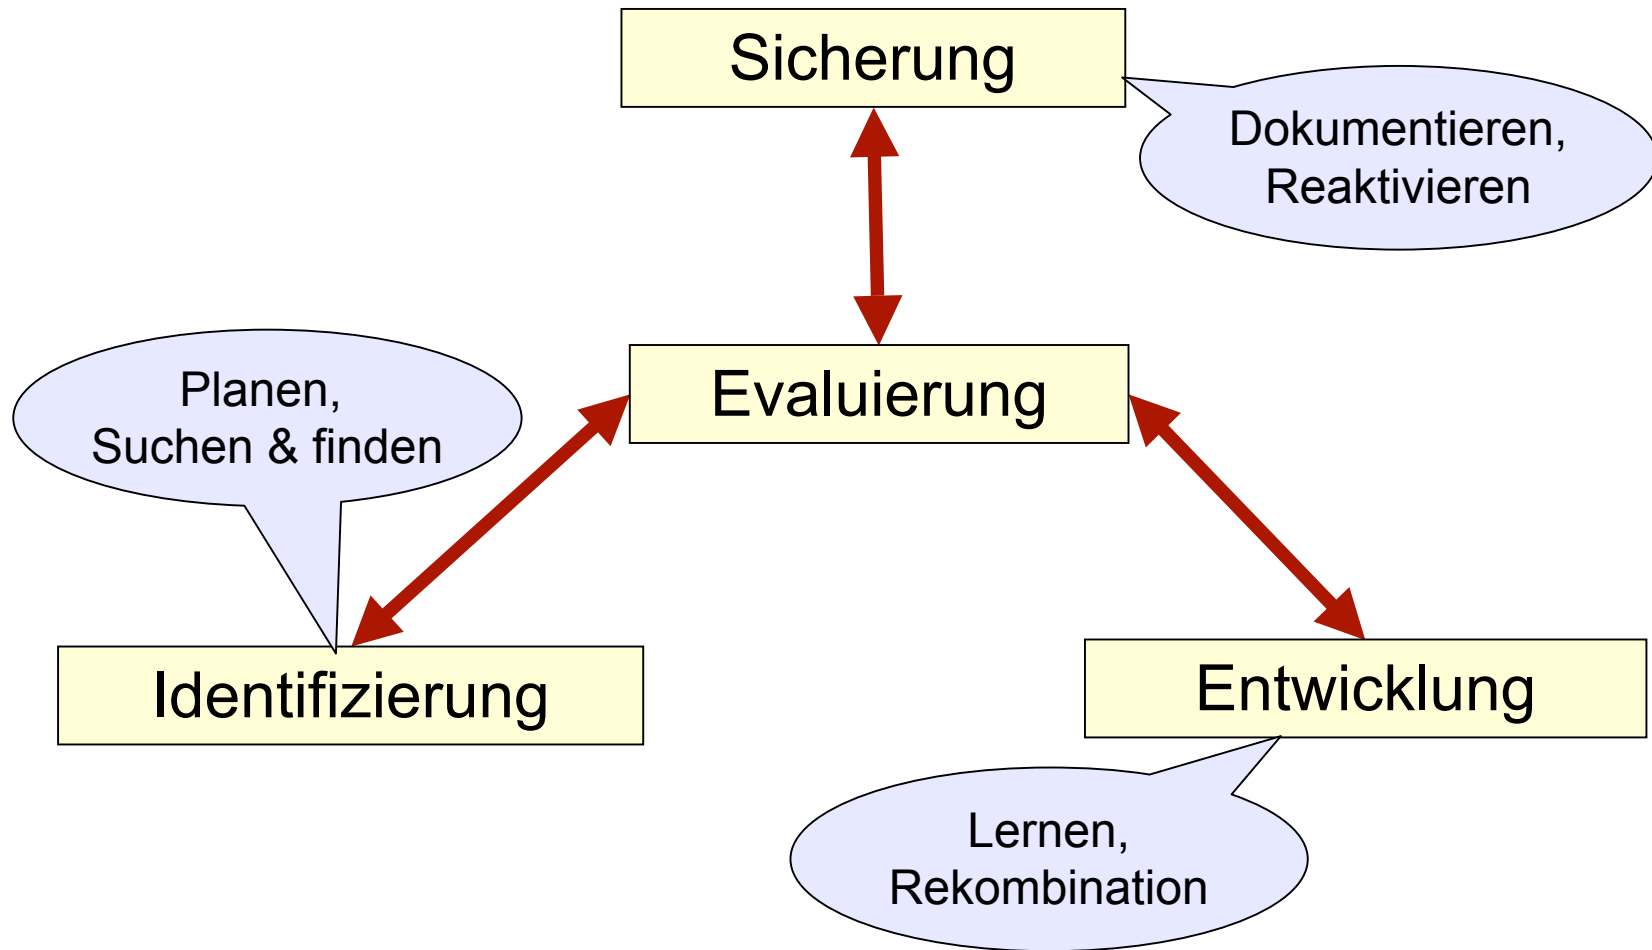 Sicherung
Dokumentieren,
Reaktivieren
Evaluierung
Planen,
Suchen & finden
Identifizierung
Entwicklung
Lernen,
Rekombination